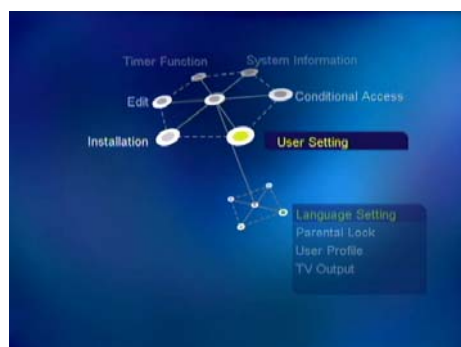 Timer Function
System Information
Edit
Conditional Access
Installation
User Setting
Language Setting
Parental Lock
User Profile
TV Output